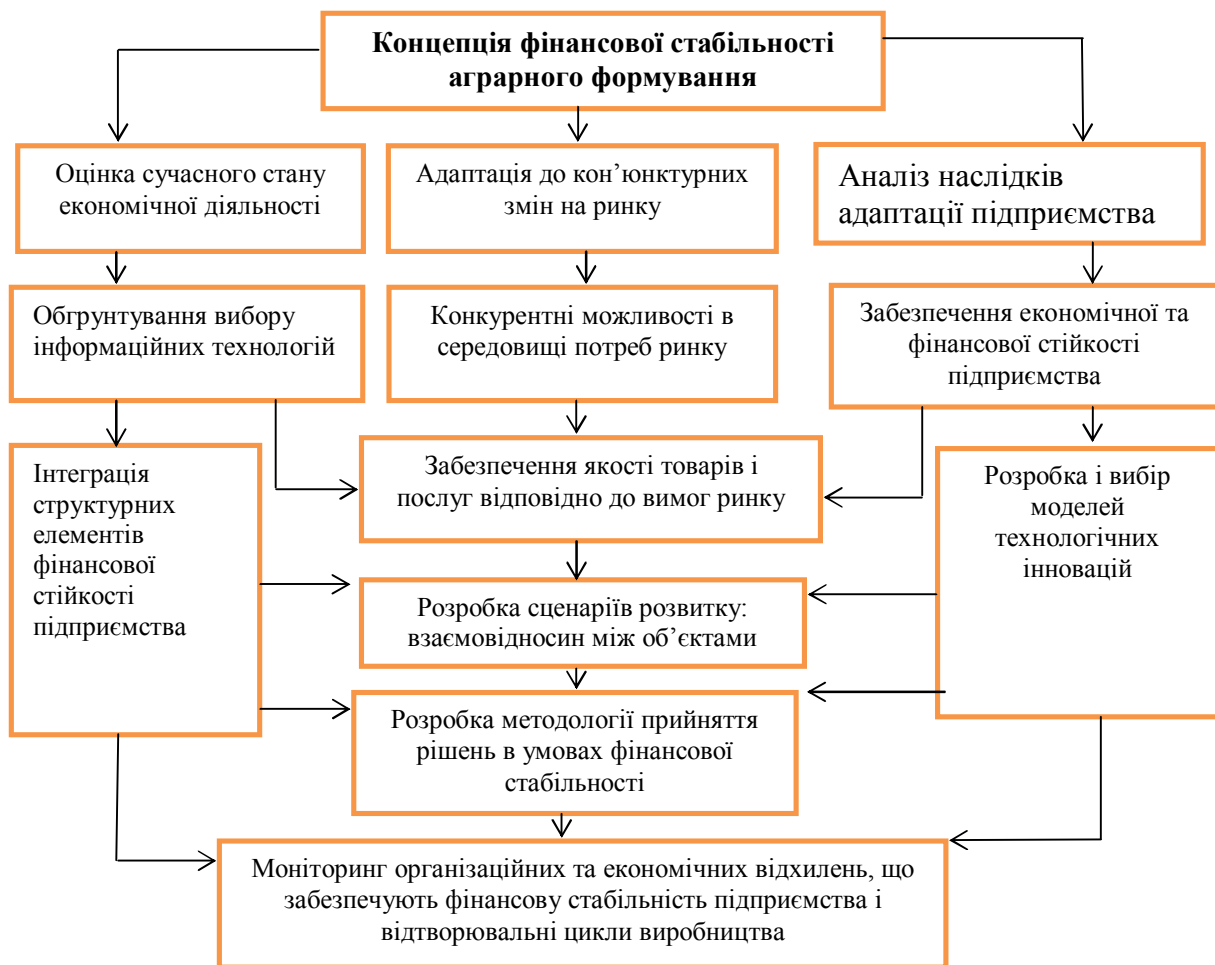 Концепція фінансової стабільності
аграрного формування
Оцінка сучасного стану
економічної діяльності
Адаптація до кон’юнктурних
змін на ринку
Аналіз наслідків
адаптації підприємства
Обгрунтування вибору
інформаційних технологій
Конкурентні можливості в
середовищі потреб ринку
Забезпечення економічної та
фінансової стійкості
підприємства
Інтеграція
структурних
елементів
фінансової
стійкості
підприємства
Забезпечення якості товарів і
послуг відповідно до вимог ринку
Розробка і вибір
моделей
технологічних
інновацій
Розробка сценаріїв розвитку:
взаємовідносин між об’єктами
Розробка методології прийняття
рішень в умовах фінансової
стабільності
Моніторинг організаційних та економічних відхилень, що
забезпечують фінансову стабільність підприємства і
відтворювальні цикли виробництва